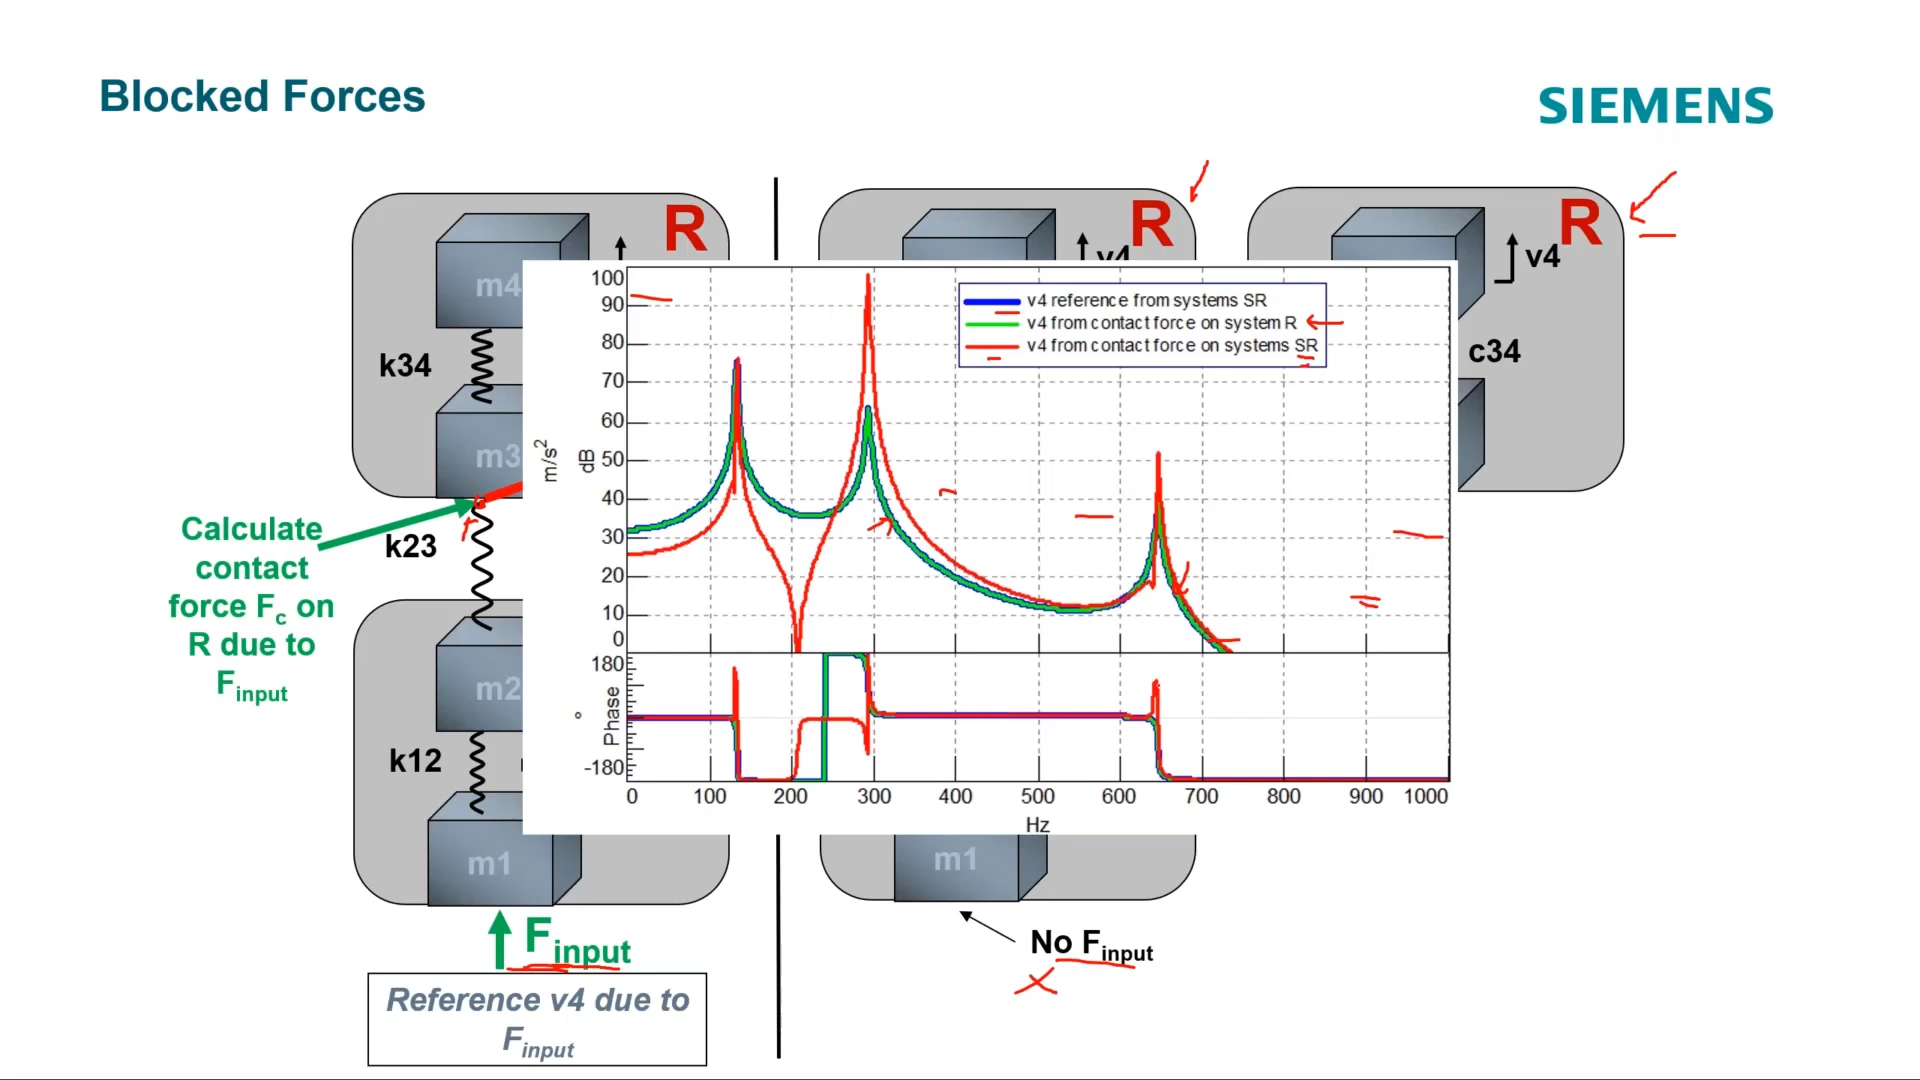 Blocked Forces
SIEMENS
R
m4
k34
m3
Calculate
contact
force Fc on
R due to
Finput
k23
m2
k12
m1
Finput
Reference v4 due to
Finput
R
v4
R
v4
c34
v4 reference from systems SR
v4 from contact force on system R
v4 from contact force on systems SR
m/s2
dB
100
90
80
70
60
50
40
30
20
10
0
180
-180
°
Phase
0 100 200 300 400 500 600 700 800 900 1000
Hz
m1
No Finput